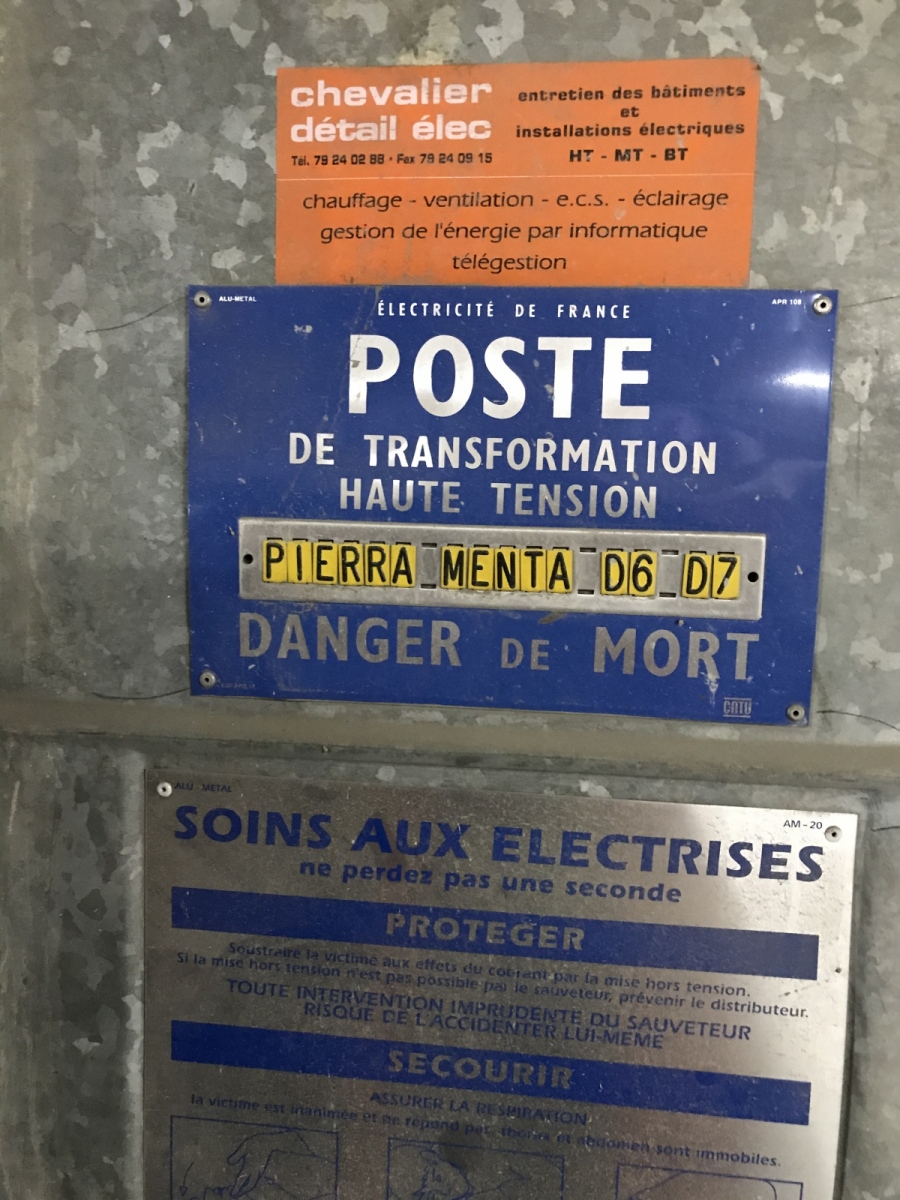 chevalier
détail élec
Tél. 79 24 02 88 · Fax 79 24 09 15
entretien des bâtiments
et
installations électriques
HT - MT - BT
chauffage - ventilation - e.c.s. - éclairage
gestion de l'énergie par informatique
télégestion
ALU-METAL
APR 108
ÉLECTRICITÉ DE FRANCE
POSTE
DE TRANSFORMATION
HAUTE TENSION
PIERRA MENTA D6 D7
DANGER DE MORT
CATU
ALU METAL
AM-20
SOINS AUX ELECTRISES
ne perdez pas une seconde
PROTEGER
Soustraire la victime aux effets du courant par la mise hors tension.
Si la mise hors tension n'est pas possible par le sauveteur, prévenir le distributeur.
TOUTE INTERVENTION IMPRUDENTE DU SAUVETEUR
RISQUE DE L'ACCIDENTER LUI-MEME
SECOURIR
ASSURER LA RESPIRATION
la victime est inanimée et ne répond pas, thorax et abdomen sont immobiles.